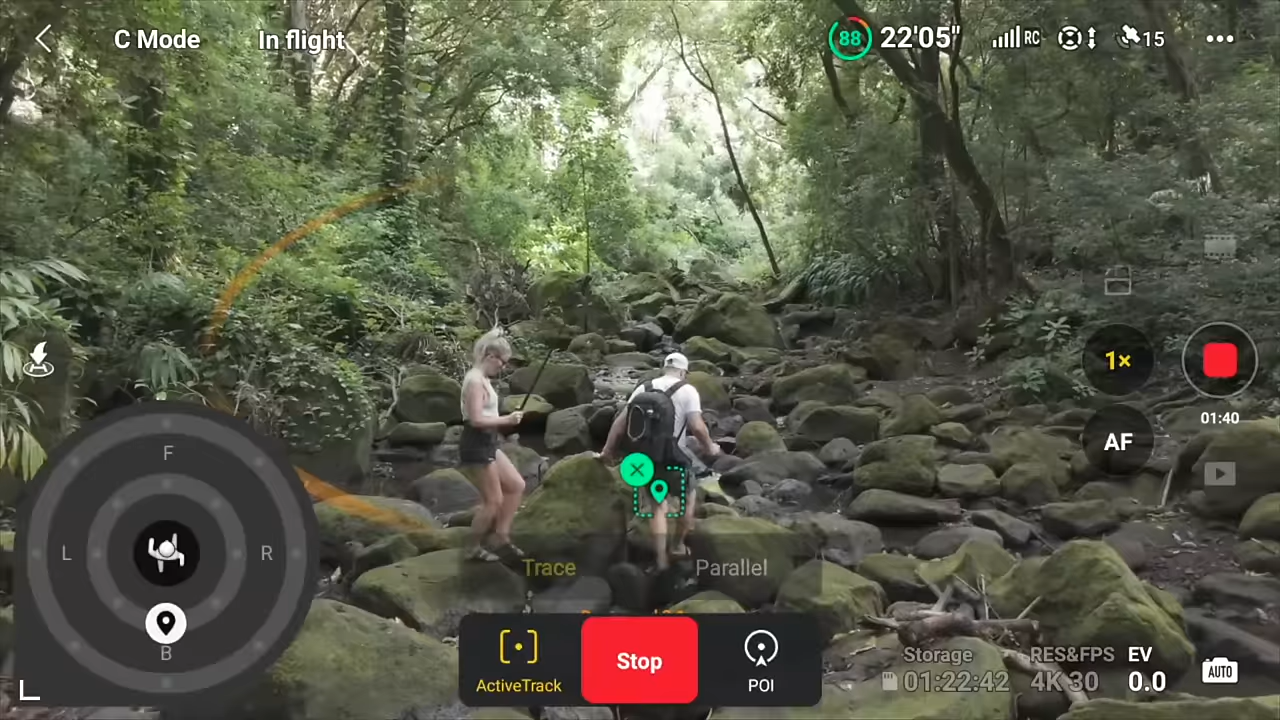 C Mode
In flight
88
22'05"
RC
15
1×
01:40
AF
F
L
R
B
Trace
Parallel
ActiveTrack
Stop
POI
Storage
01:22:42
RES&FPS
4K 30
EV
0.0
AUTO